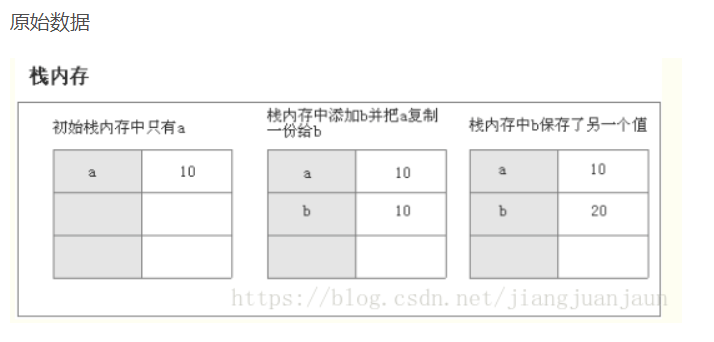 原始数据
栈内存
初始栈内存中只有a
栈内存中添加b并把a复制
一份给b
栈内存中b保存了另一个值
a 10
a 10
b 10
a 10
b 20
https://blog.csdn.net/jiangjuanjaun